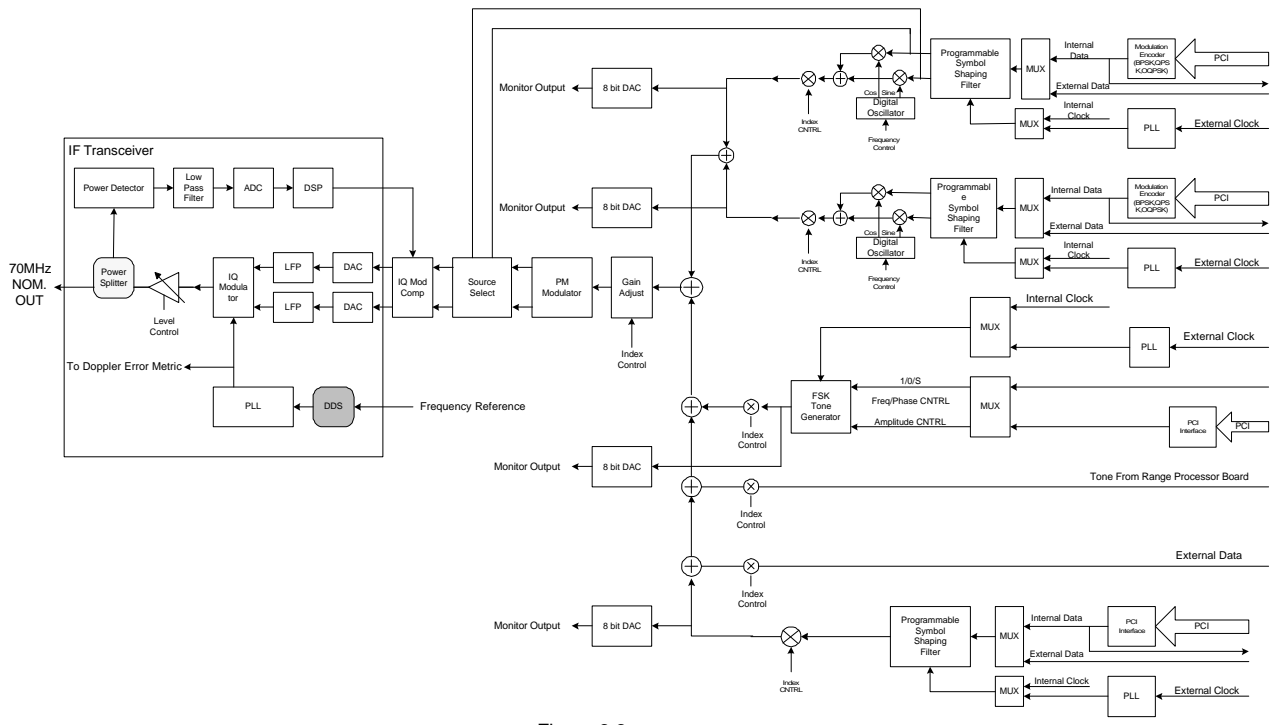 Internal
Data
Programmable
Symbol
Shaping
Filter
MUX
Modulation
Encoder
(BPSK,QPS
K,OQPSK)
PCI
External Data
Monitor Output
8 bit DAC
Cos
Sine
Digital
Oscillator
Index
CNTRL
Frequency
Control
MUX
Internal
Clock
PLL
External Clock
IF Transceiver
Power Detector
Low
Pass
Filter
ADC
DSP
Monitor Output
8 bit DAC
Cos
Sine
Digital
Oscillator
Index
CNTRL
Frequency
Control
Programmabl
e
Symbol
Shaping
Filter
MUX
Internal Data
Modulation
Encoder
(BPSK,QPS
K,OQPSK)
PCI
External Data
MUX
Internal
Clock
PLL
External Clock
70MHz
NOM.
OUT
Power
Splitter
Level
Control
IQ
Modula
tor
LFP
DAC
LFP
DAC
IQ Mod
Comp
Source
Select
PM
Modulator
Gain
Adjust
Index
Control
Internal Clock
MUX
External Clock
PLL
To Doppler Error Metric
PLL
DDS
Frequency Reference
FSK
Tone
Generator
1/0/S
Freq/Phase CNTRL
Amplitude CNTRL
MUX
PCI
Interface
PCI
Index
Control
Monitor Output
8 bit DAC
Tone From Range Processor Board
Index
Control
External Data
Index
Control
Monitor Output
8 bit DAC
Index
CNTRL
Programmable
Symbol
Shaping
Filter
MUX
Internal Data
PCI
Interface
PCI
External Data
MUX
Internal Clock
PLL
External Clock